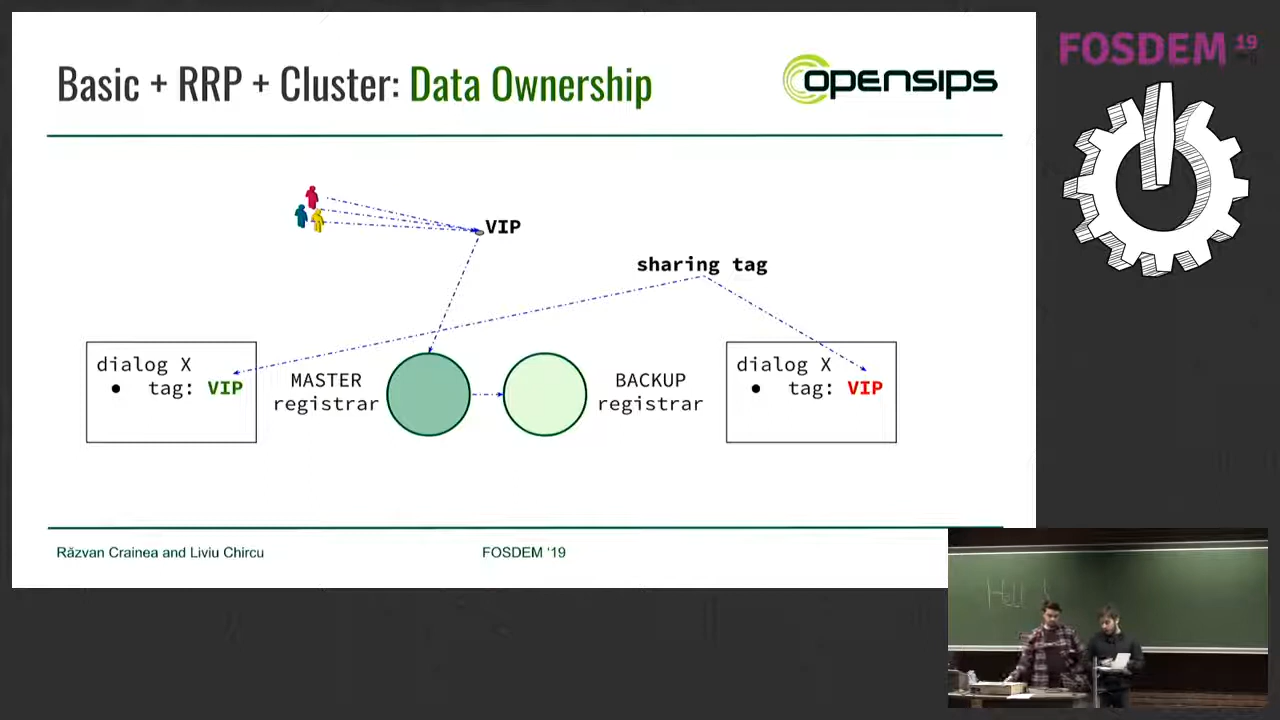 Basic + RRP + Cluster: Data Ownership
opensips
FOSDEM 19
VIP
sharing tag
dialog X
● tag: VIP
MASTER
registrar
BACKUP
registrar
dialog X
● tag: VIP
Răzvan Crainea and Liviu Chircu
FOSDEM '19